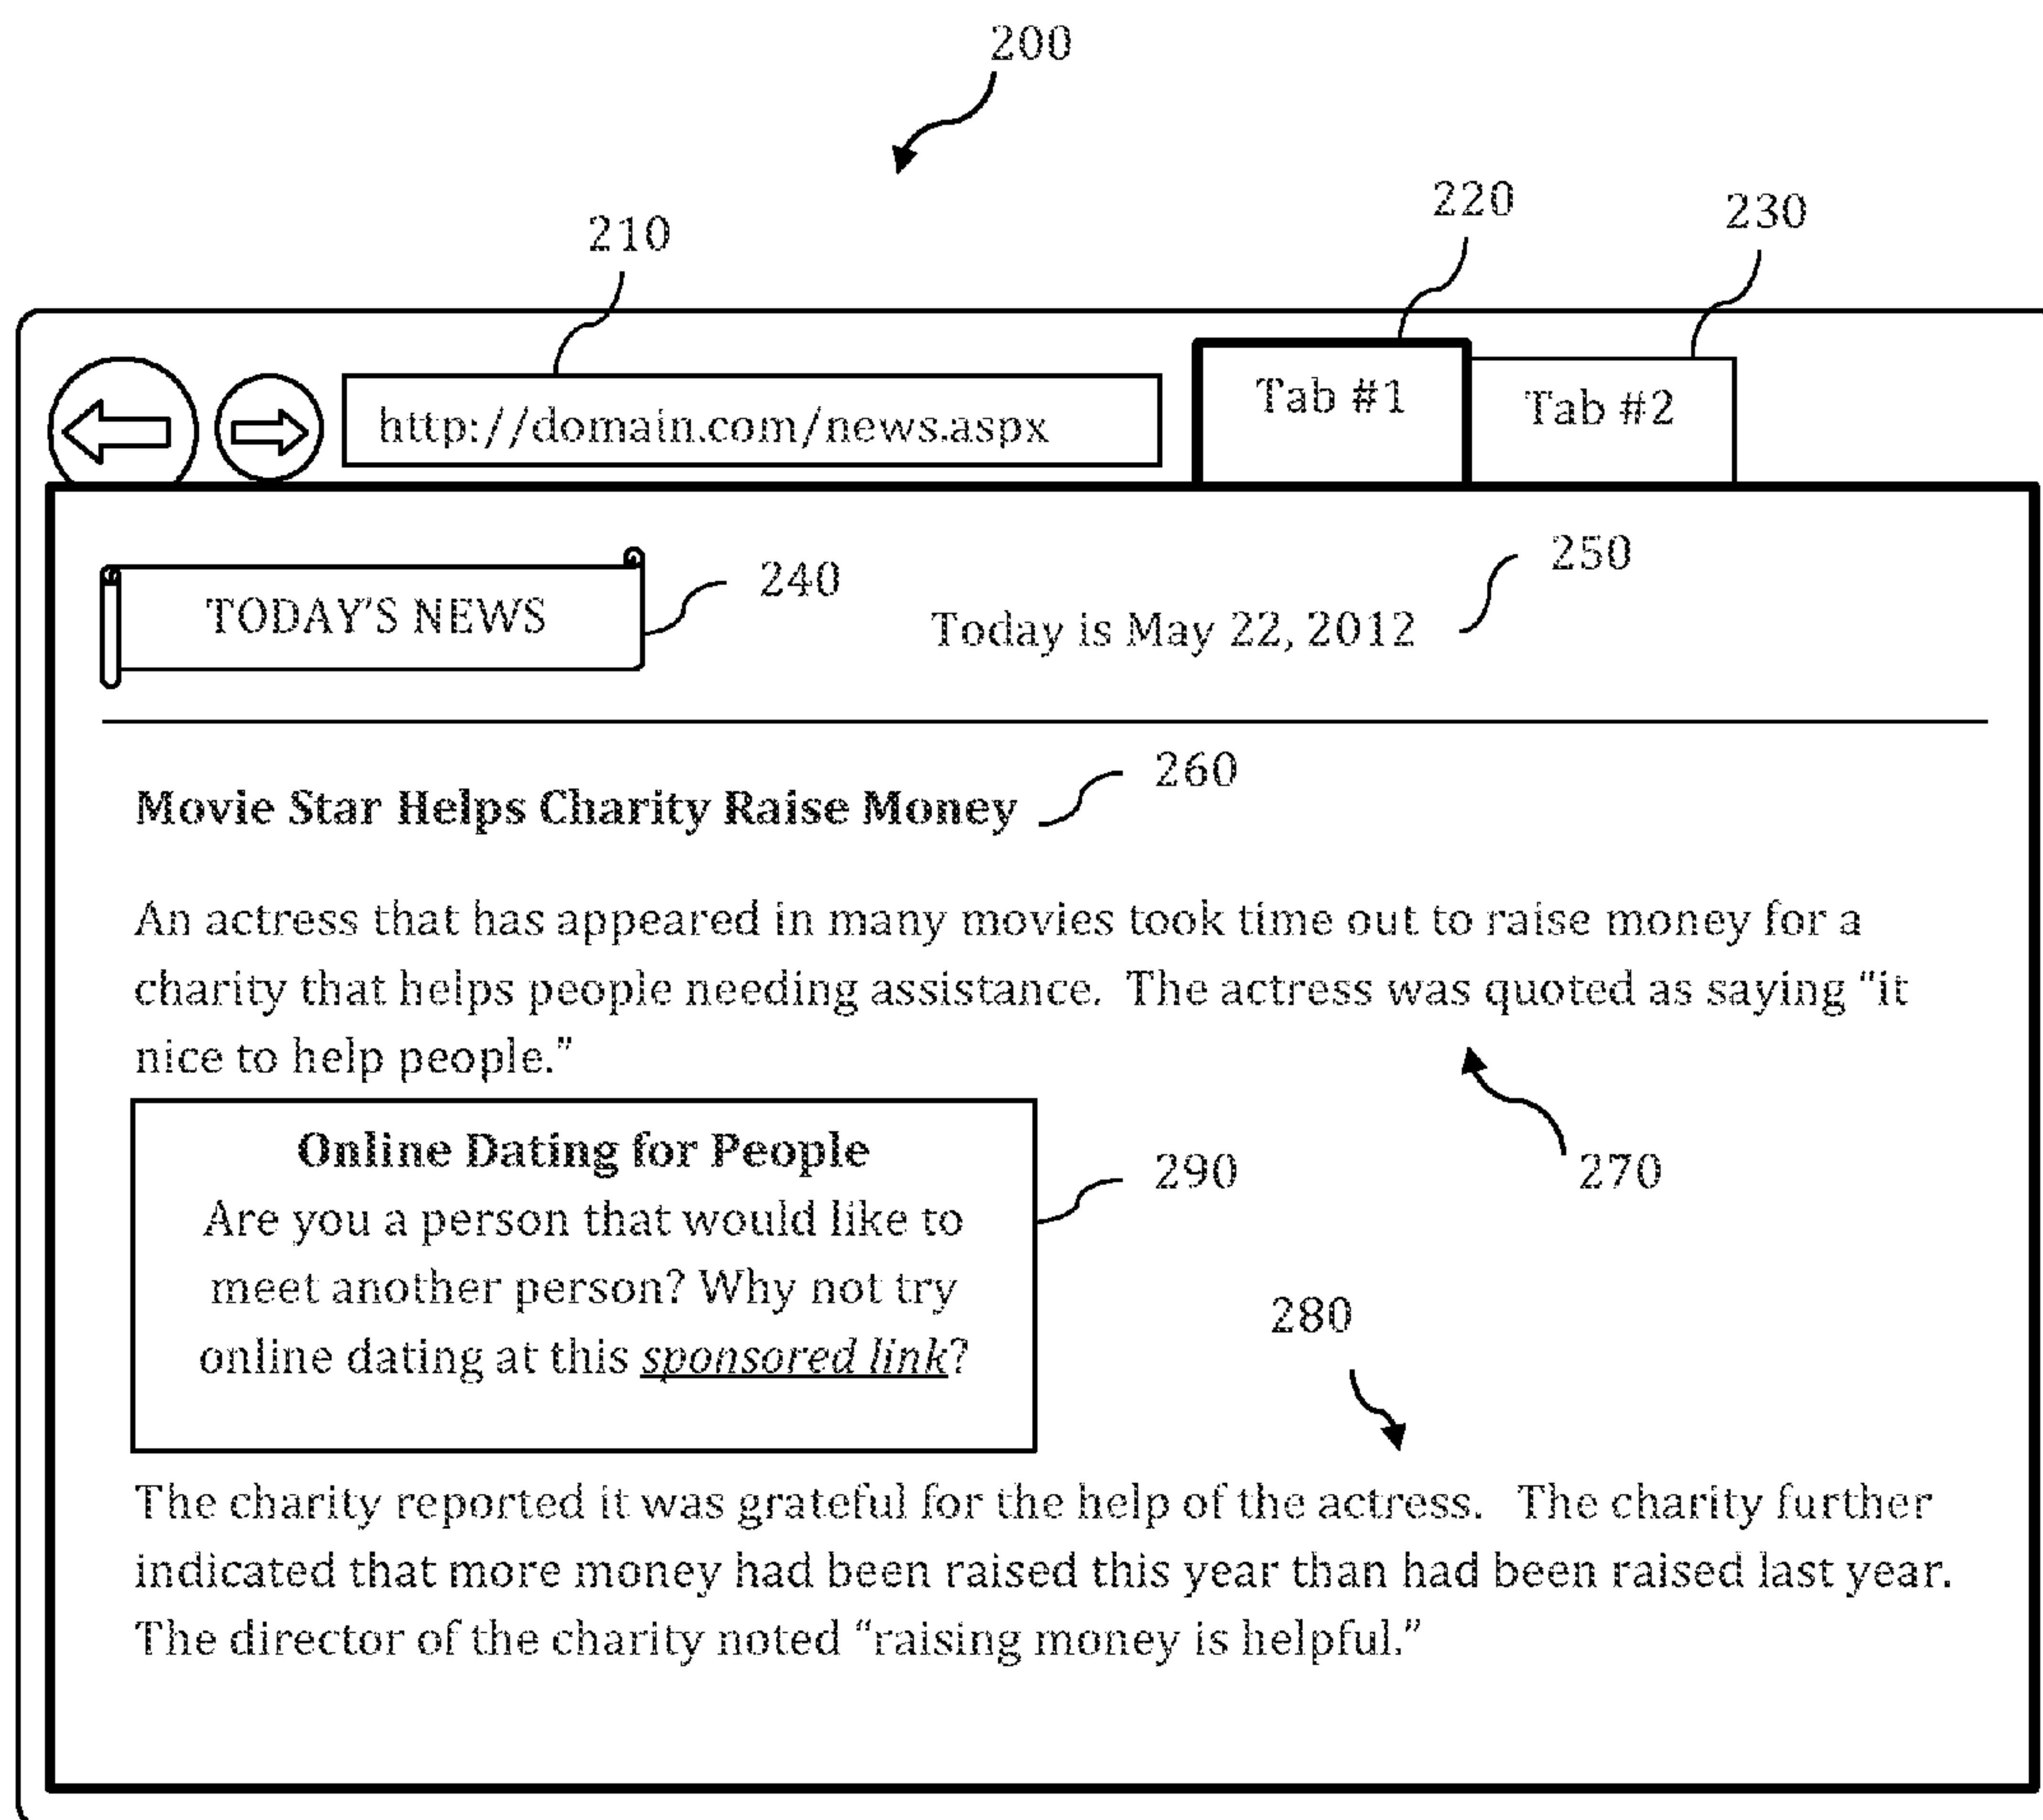 200
210
220
230
http://domain.com/news.aspx
Tab #1
Tab #2
TODAY'S NEWS
240
Today is May 22, 2012
250
Movie Star Helps Charity Raise Money
260
An actress that has appeared in many movies took time out to raise money for a
charity that helps people needing assistance. The actress was quoted as saying “it
nice to help people.”
270
Online Dating for People
Are you a person that would like to
meet another person? Why not try
online dating at this sponsored link?
290
280
The charity reported it was grateful for the help of the actress. The charity further
indicated that more money had been raised this year than had been raised last year.
The director of the charity noted “raising money is helpful.”